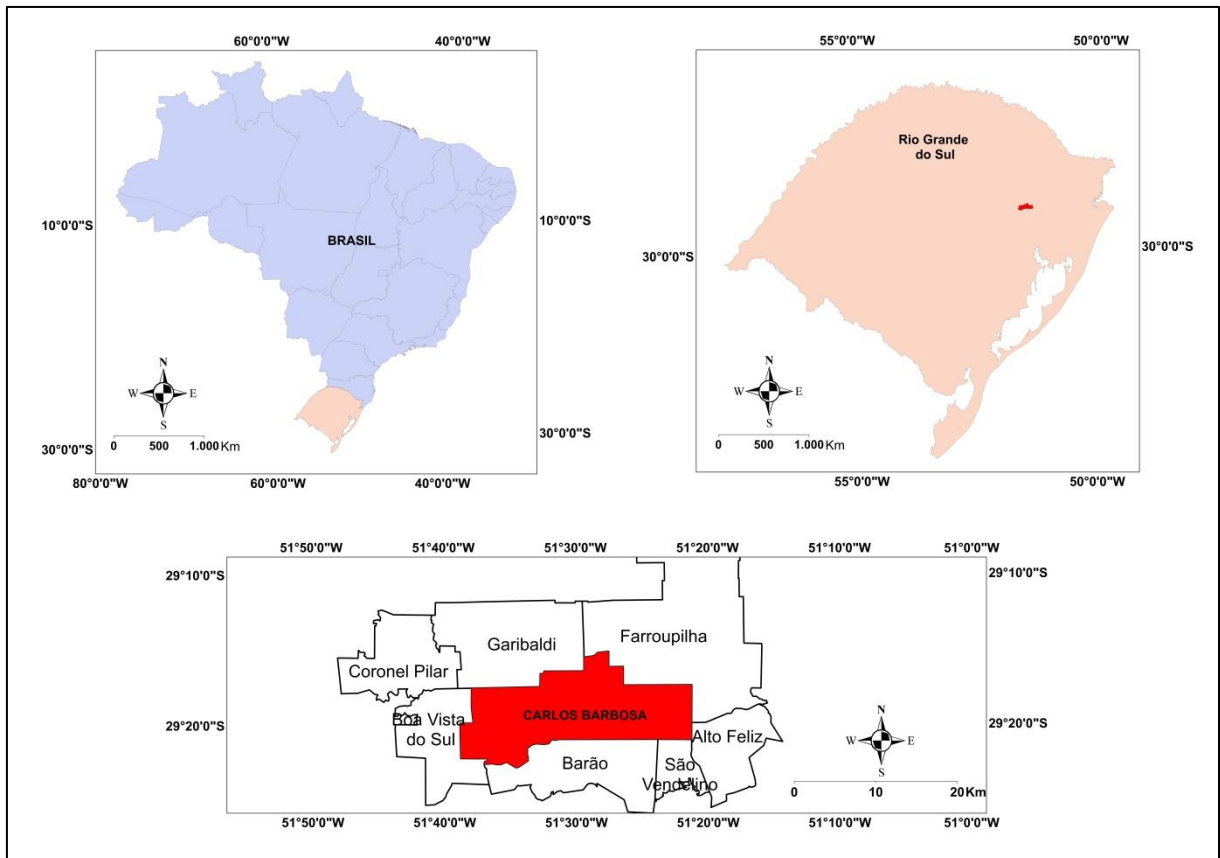 60°0'0"W 40°0'0"W
10°0'0"S
10°0'0"S
BRASIL
N
W E
S
0 500 1.000 Km
30°0'0"S
30°0'0"S
80°0'0"W 60°0'0"W 40°0'0"W
55°0'0"W 50°0'0"W
Rio Grande
do Sul
30°0'0"S
30°0'0"S
N
W E
S
0 500 1.000 Km
55°0'0"W 50°0'0"W
51°50'0"W 51°40'0"W 51°30'0"W 51°20'0"W 51°10'0"W 51°0'0"W
29°10'0"S
29°10'0"S
Garibaldi
Farroupilha
Coronel Pilar
CARLOS BARBOSA
Boa Vista
do Sul
29°20'0"S
29°20'0"S
Alto Feliz
Barão
São
Vendelino
N
W E
S
0 10 20 Km
51°50'0"W 51°40'0"W 51°30'0"W 51°20'0"W 51°10'0"W 51°0'0"W